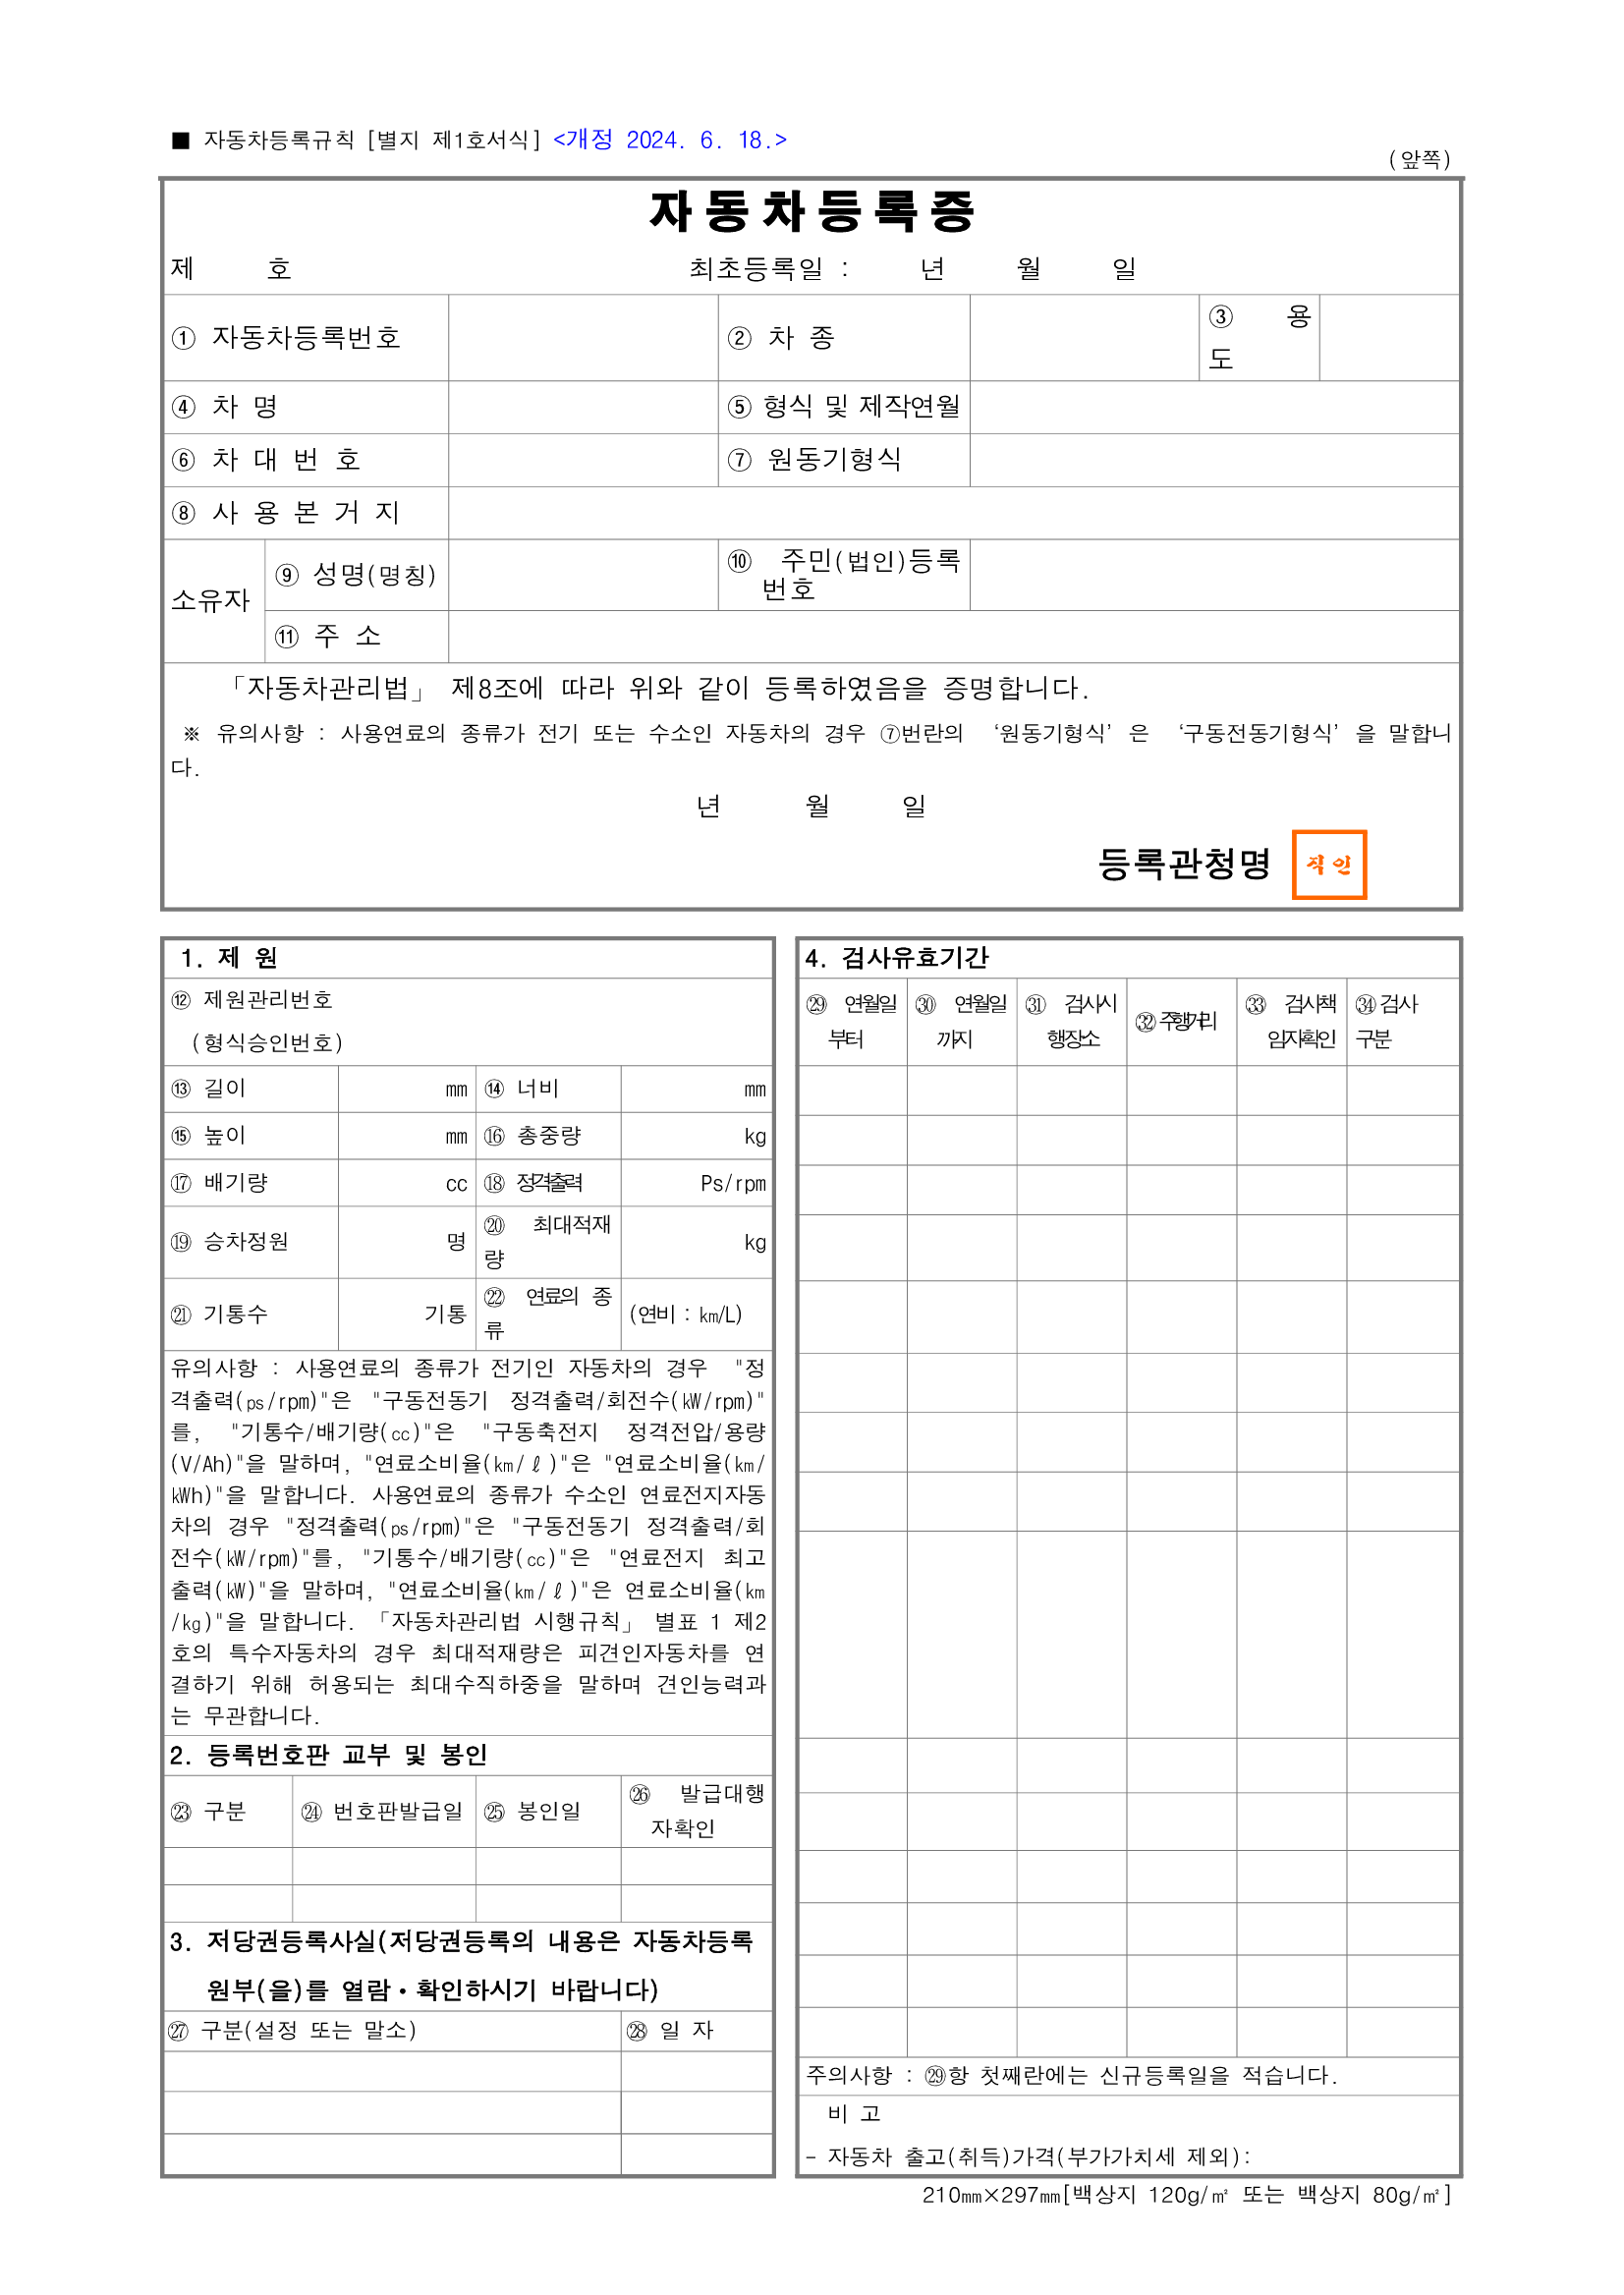 ■ 자동차등록규칙 [별지 제1호서식] <개정 2024. 6. 18.>
(앞쪽)
자동차등록증
제 호 최초등록일 : 년 월 일
① 자동차등록번호 ② 차 종 ③ 용
도
④ 차 명 ⑤ 형식 및 제작연월
⑥ 차 대 번 호 ⑦ 원동기형식
⑧ 사 용 본 거 지
소유자
⑨ 성명(명칭) ⑩ 주민(법인)등록
번호
⑪ 주 소
「자동차관리법」 제8조에 따라 위와 같이 등록하였음을 증명합니다.
※ 유의사항 : 사용연료의 종류가 전기 또는 수소인 자동차의 경우 ⑦번란의 ‘원동기형식’은 ‘구동전동기형식’을 말합니
다.
년 월 일
등록관청명 직인
1. 제 원
⑫ 제원관리번호
(형식승인번호)
⑬ 길이 mm ⑭ 너비 mm
⑮ 높이 mm ⑯ 총중량 kg
⑰ 배기량 cc ⑱ 정격출력 Ps/rpm
⑲ 승차정원 명 ⑳ 최대적재
량 kg
㉑ 기통수 기통 ㉒ 연료의 종
류 (연비 : ㎞/L)
유의사항 : 사용연료의 종류가 전기인 자동차의 경우 "정
격출력(ps/rpm)"은 "구동전동기 정격출력/회전수(㎾/rpm)"
를, "기통수/배기량(㏄)"은 "구동축전지 정격전압/용량
(V/Ah)"을 말하며, "연료소비율(㎞/ℓ)"은 "연료소비율(㎞/
㎾h)"을 말합니다. 사용연료의 종류가 수소인 연료전지자동
차의 경우 "정격출력(ps/rpm)"은 "구동전동기 정격출력/회
전수(㎾/rpm)"를, "기통수/배기량(㏄)"은 "연료전지 최고
출력(㎾)"을 말하며, "연료소비율(㎞/ℓ)"은 연료소비율(㎞
/㎏)"을 말합니다. 「자동차관리법 시행규칙」 별표 1 제2
호의 특수자동차의 경우 최대적재량은 피견인자동차를 연
결하기 위해 허용되는 최대수직하중을 말하며 견인능력과
는 무관합니다.
2. 등록번호판 교부 및 봉인
㉓ 구분 ㉔ 번호판발급일 ㉕ 봉인일 ㉖ 발급대행
자확인
3. 저당권등록사실(저당권등록의 내용은 자동차등록
원부(을)를 열람·확인하시기 바랍니다)
㉗ 구분(설정 또는 말소) ㉘ 일 자
4. 검사유효기간
㉙ 연월일
부터
㉚ 연월일
까지
㉛ 검사시
행장소
㉜ 주행거리
㉝ 검사책
임자확인
㉞ 검사
구분
주의사항 : ㉙항 첫째란에는 신규등록일을 적습니다.
비 고
- 자동차 출고(취득)가격(부가가치세 제외):
210㎜×297㎜[백상지 120g/㎡ 또는 백상지 80g/㎡]